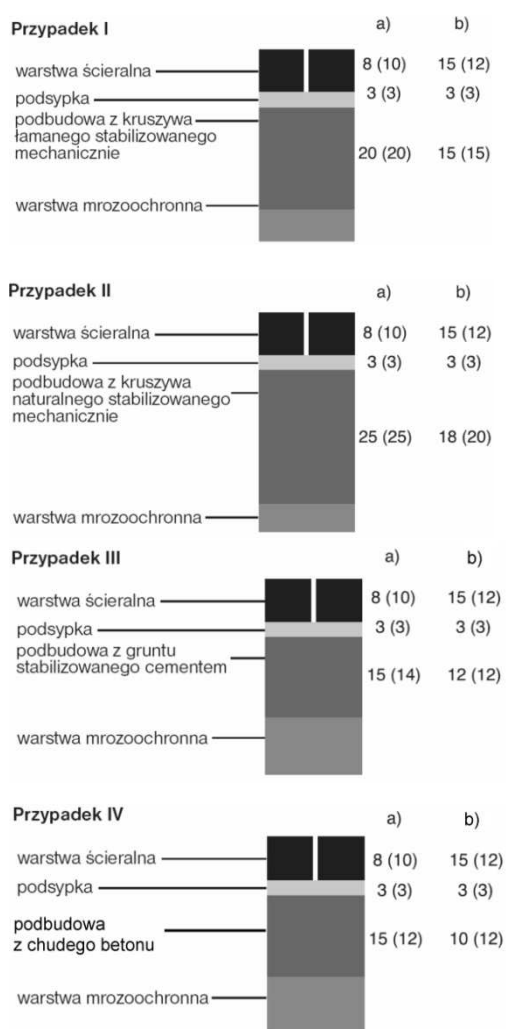 Przypadek I a) b)
warstwa ścieralna 8 (10) 15 (12)
podsypka 3 (3) 3 (3)
podbudowa z kruszywa
łamanego stabilizowanego
mechanicznie 20 (20) 15 (15)
warstwa mrozoochronna
Przypadek II a) b)
warstwa ścieralna 8 (10) 15 (12)
podsypka 3 (3) 3 (3)
podbudowa z kruszywa
naturalnego stabilizowanego
mechanicznie
25 (25) 18 (20)
warstwa mrozoochronna
Przypadek III a) b)
warstwa ścieralna 8 (10) 15 (12)
podsypka 3 (3) 3 (3)
podbudowa z gruntu
stabilizowanego cementem
15 (14) 12 (12)
warstwa mrozoochronna
Przypadek IV a) b)
warstwa ścieralna 8 (10) 15 (12)
podsypka 3 (3) 3 (3)
podbudowa
z chudego betonu 15 (12) 10 (12)
warstwa mrozoochronna